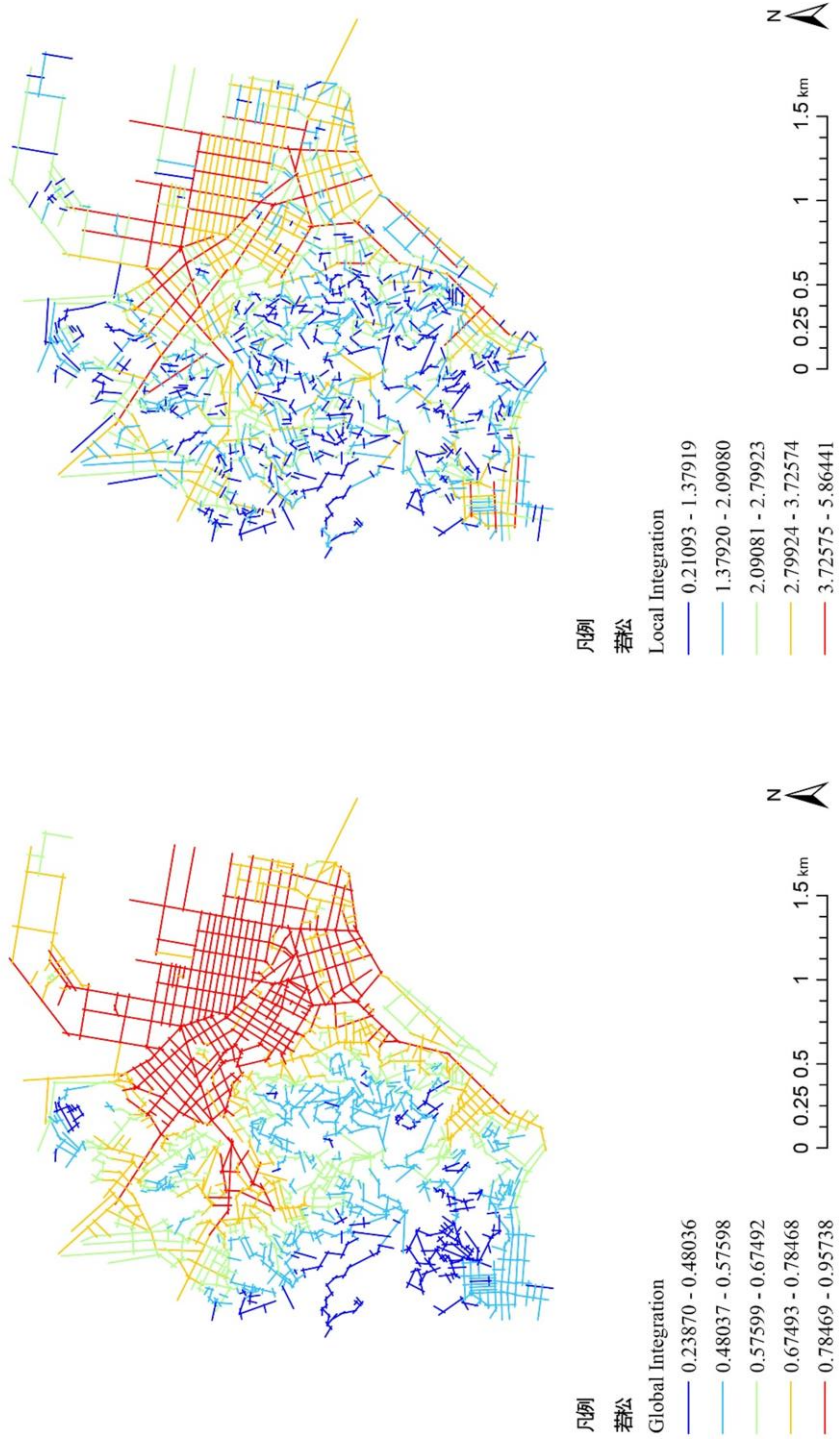 N
0 0.25 0.5 1 1.5 km
凡例
若松
Local Integration
0.21093 - 1.37919
1.37920 - 2.09080
2.09081 - 2.79923
2.79924 - 3.72574
3.72575 - 5.86441
N
0 0.25 0.5 1 1.5 km
凡例
若松
Global Integration
0.23870 - 0.48036
0.48037 - 0.57598
0.57599 - 0.67492
0.67493 - 0.78468
0.78469 - 0.95738